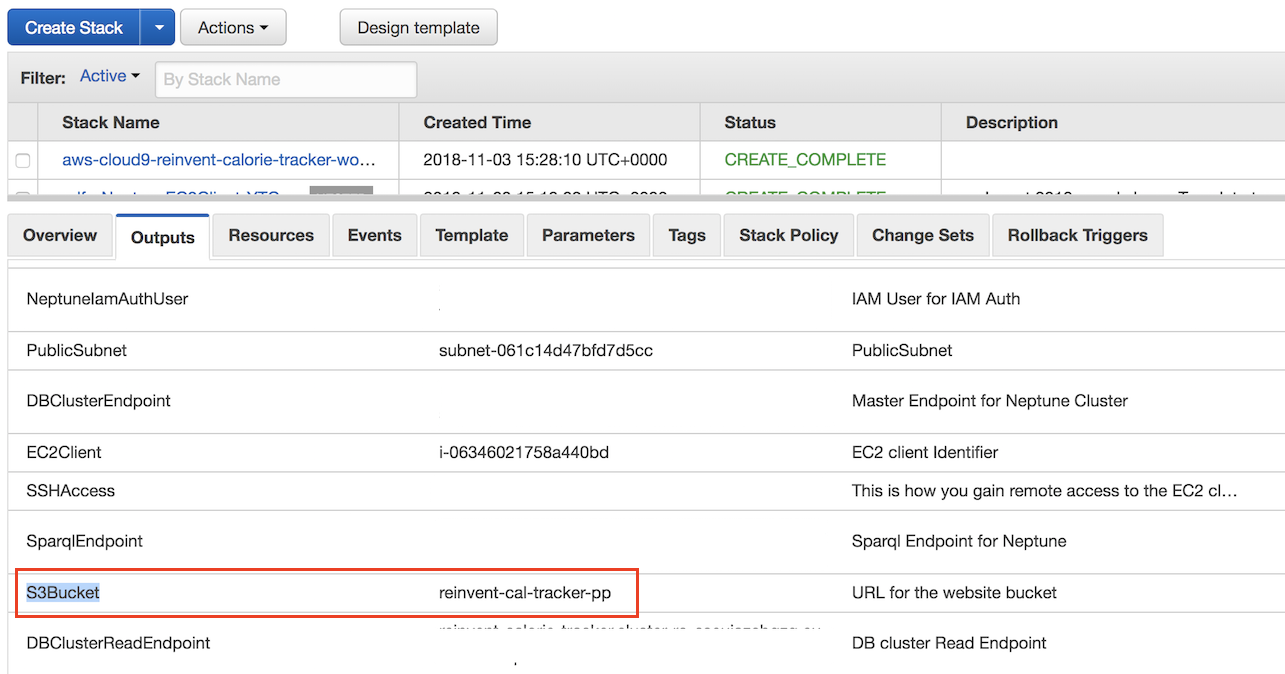 Create Stack Actions Design template
Filter: Active By Stack Name
Stack Name Created Time Status Description
aws-cloud9-reinvent-calorie-tracker-wo... 2018-11-03 15:28:10 UTC+0000 CREATE_COMPLETE
CREATE_COMPLETE
Overview Outputs Resources Events Template Parameters Tags Stack Policy Change Sets Rollback Triggers
NeptuneIamAuthUser IAM User for IAM Auth
PublicSubnet subnet-061c14d47bfd7d5cc PublicSubnet
DBClusterEndpoint Master Endpoint for Neptune Cluster
EC2Client i-06346021758a440bd EC2 client Identifier
SSHAccess This is how you gain remote access to the EC2 cl...
SparqlEndpoint Sparql Endpoint for Neptune
S3Bucket reinvent-cal-tracker-pp URL for the website bucket
DBClusterReadEndpoint DB cluster Read Endpoint